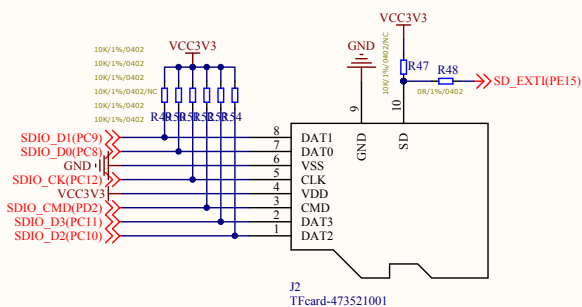 VCC3V3
10K/1%/0402
10K/1%/0402
10K/1%/0402
10K/1%/0402/NC
10K/1%/0402
10K/1%/0402
VCC3V3
GND
10K/1%/0402/NC
R47
R48
0R/1%/0402
SD_EXTI(PE15)
R54
9
10
GND
SD
SDIO_D1(PC9)
8
DAT1
SDIO_D0(PC8)
7
DAT0
GND
6
VSS
SDIO_CK(PC12)
5
CLK
VCC3V3
4
VDD
SDIO_CMD(PD2)
3
CMD
SDIO_D3(PC11)
2
DAT3
SDIO_D2(PC10)
1
DAT2
J2
TFcard-473521001